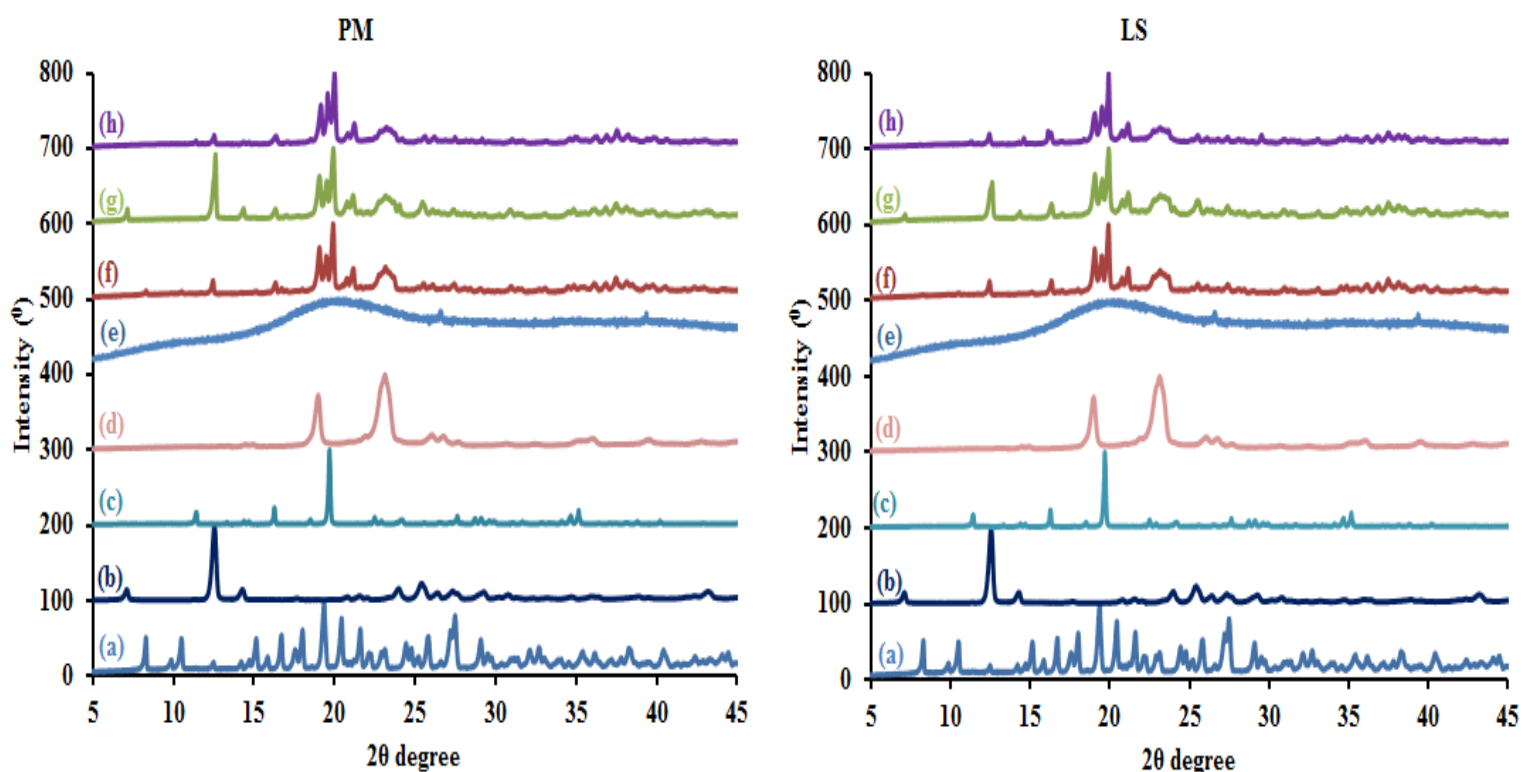 PM
800
700
600
500
400
300
200
100
0
Intensity (⁰)
(h)
(g)
(f)
(e)
(d)
(c)
(b)
(a)
5 10 15 20 25 30 35 40 45
2θ degree
LS
800
700
600
500
400
300
200
100
0
Intensity (⁰)
(h)
(g)
(f)
(e)
(d)
(c)
(b)
(a)
5 10 15 20 25 30 35 40 45
2θ degree